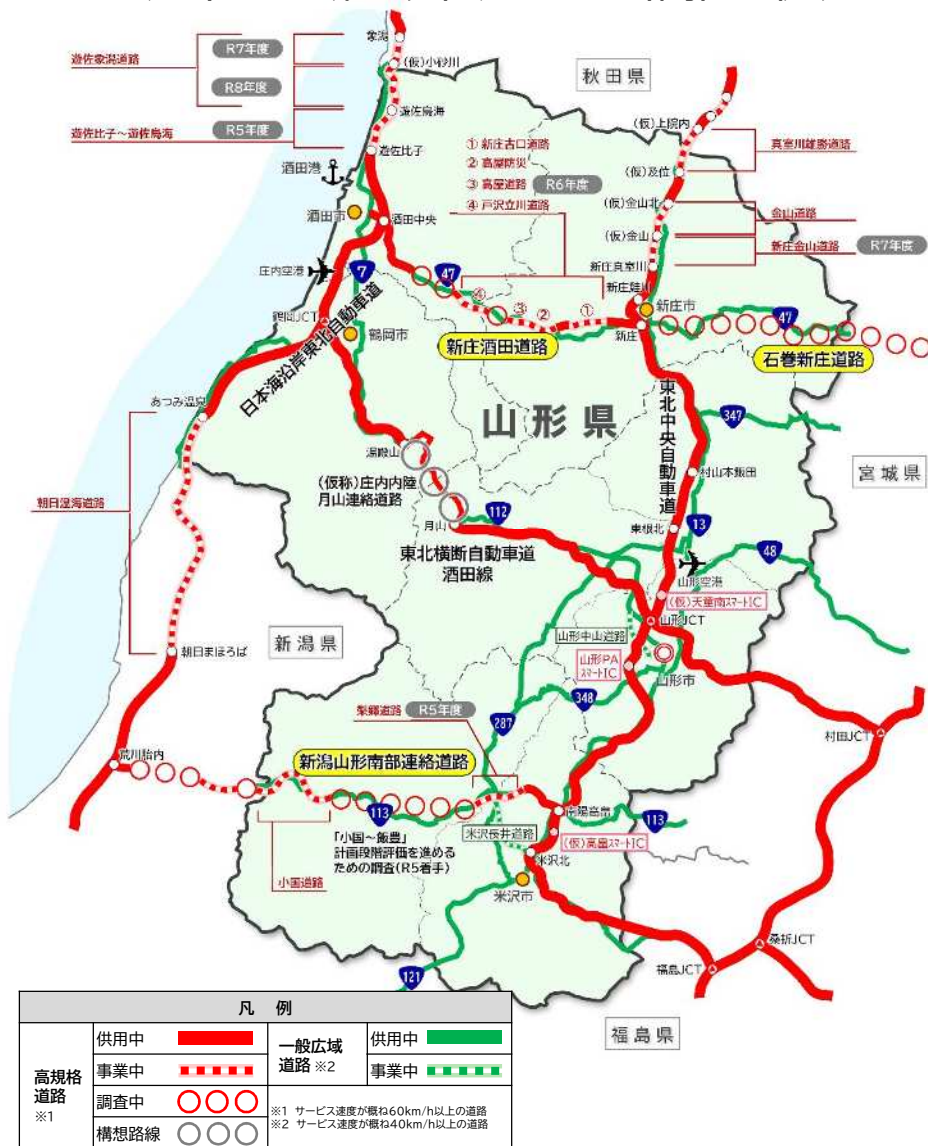 象潟
遊佐象潟道路
R7年度
(仮)小砂川
R8年度
遊佐鳥海
遊佐比子～遊佐鳥海
R5年度
遊佐比子
秋田県
(仮)上院内
真室川雄勝道路
(仮)及位
(仮)金山北
金山道路
(仮)金山
新庄金山道路
R7年度
新庄真室川
新庄鮭川
新庄市
新庄
① 新庄古口道路
② 高屋防災
③ 高屋道路
R6年度
④ 戸沢立川道路
酒田港
酒田市
酒田中央
庄内空港
7
47
④
③
②
①
47
鶴岡JCT
鶴岡市
新庄酒田道路
石巻新庄道路
日本海沿岸東北自動車道
あつみ温泉
山形県
東北中央自動車道
347
湯殿山
村山本飯田
宮城県
(仮称)庄内内陸
月山連絡道路
朝日温海道路
月山
112
東根北
13
48
東北横断自動車道
酒田線
山形空港
(仮)天童南スマートIC
山形JCT
山形中山道路
新潟県
朝日まほろば
山形PA
スマートIC
山形市
348
梨郷道路
R5年度
287
村田JCT
荒川胎内
新潟山形南部連絡道路
南陽高畠
113
113
米沢長井道路
(仮)高畠スマートIC
「小国～飯豊」
計画段階評価を進める
ための調査(R5着手)
小国道路
米沢北
米沢市
桑折JCT
福島JCT
121
福島県
凡 例
高規格
道路
※1
供用中
事業中
調査中
構想路線
一般広域
道路 ※2
供用中
事業中
※1 サービス速度が概ね60km/h以上の道路
※2 サービス速度が概ね40km/h以上の道路